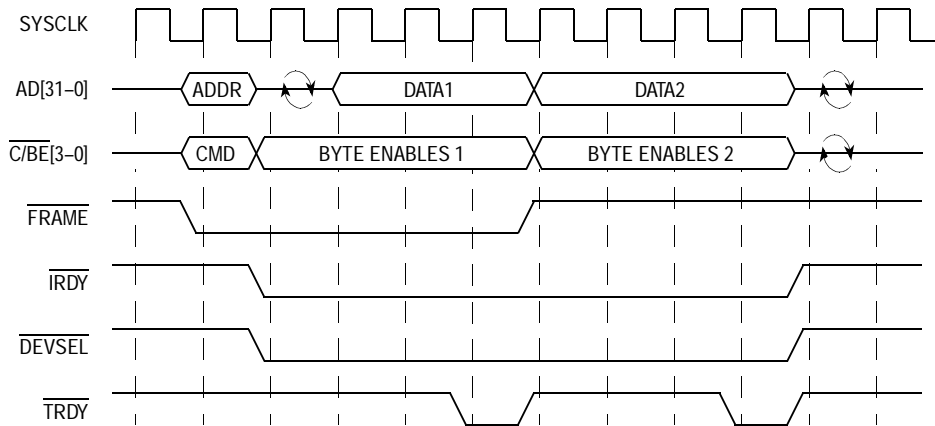 SYSCLK
AD[31–0] ADDR DATA1 DATA2
C/BE[3–0] CMD BYTE ENABLES 1 BYTE ENABLES 2
FRAME
IRDY
DEVSEL
TRDY